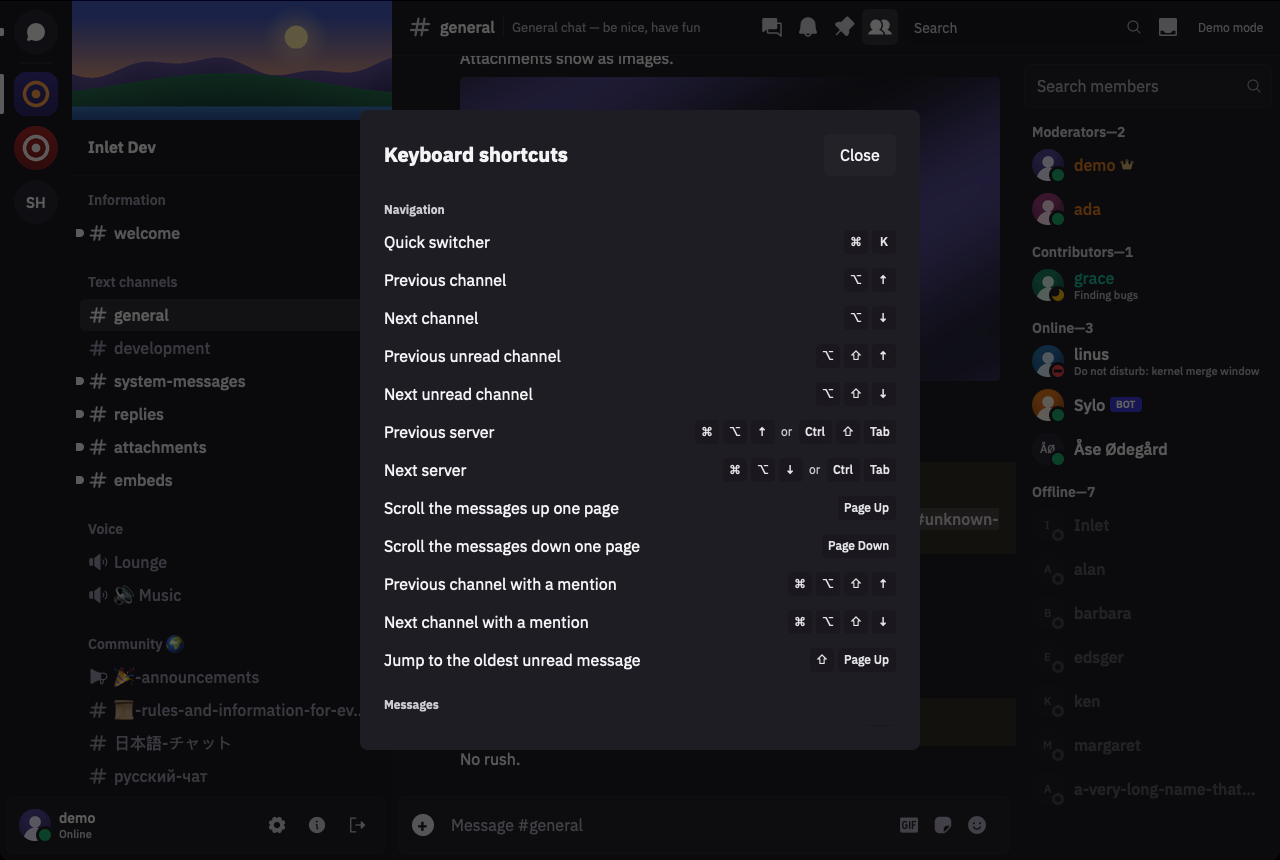 general
General chat — be nice, have fun
Search
Demo mode
SH
Inlet Dev
Information
welcome
Text channels
general
development
system-messages
replies
attachments
embeds
Voice
Lounge
🔊 Music
Community 🌍
🎉-announcements
📜-rules-and-information-for-ev...
日本語-チャット
русский-чат
demo
Online
Attachments show as images.
#unknown-
No rush.
Message #general
GIF
Keyboard shortcuts
Close
Navigation
Quick switcher ⌘ K
Previous channel ⌥ ↑
Next channel ⌥ ↓
Previous unread channel ⌥ ⇧ ↑
Next unread channel ⌥ ⇧ ↓
Previous server ⌘ ⌥ ↑ or Ctrl ⇧ Tab
Next server ⌘ ⌥ ↓ or Ctrl Tab
Scroll the messages up one page Page Up
Scroll the messages down one page Page Down
Previous channel with a mention ⌘ ⌥ ⇧ ↑
Next channel with a mention ⌘ ⌥ ⇧ ↓
Jump to the oldest unread message ⇧ Page Up
Messages
Search members
Moderators—2
demo
ada
Contributors—1
grace
Finding bugs
Online—3
linus
Do not disturb: kernel merge window
Sylo BOT
ÅØ Åse Ødegård
Offline—7
I Inlet
A alan
B barbara
E edsger
K ken
M margaret
A a-very-long-name-that...